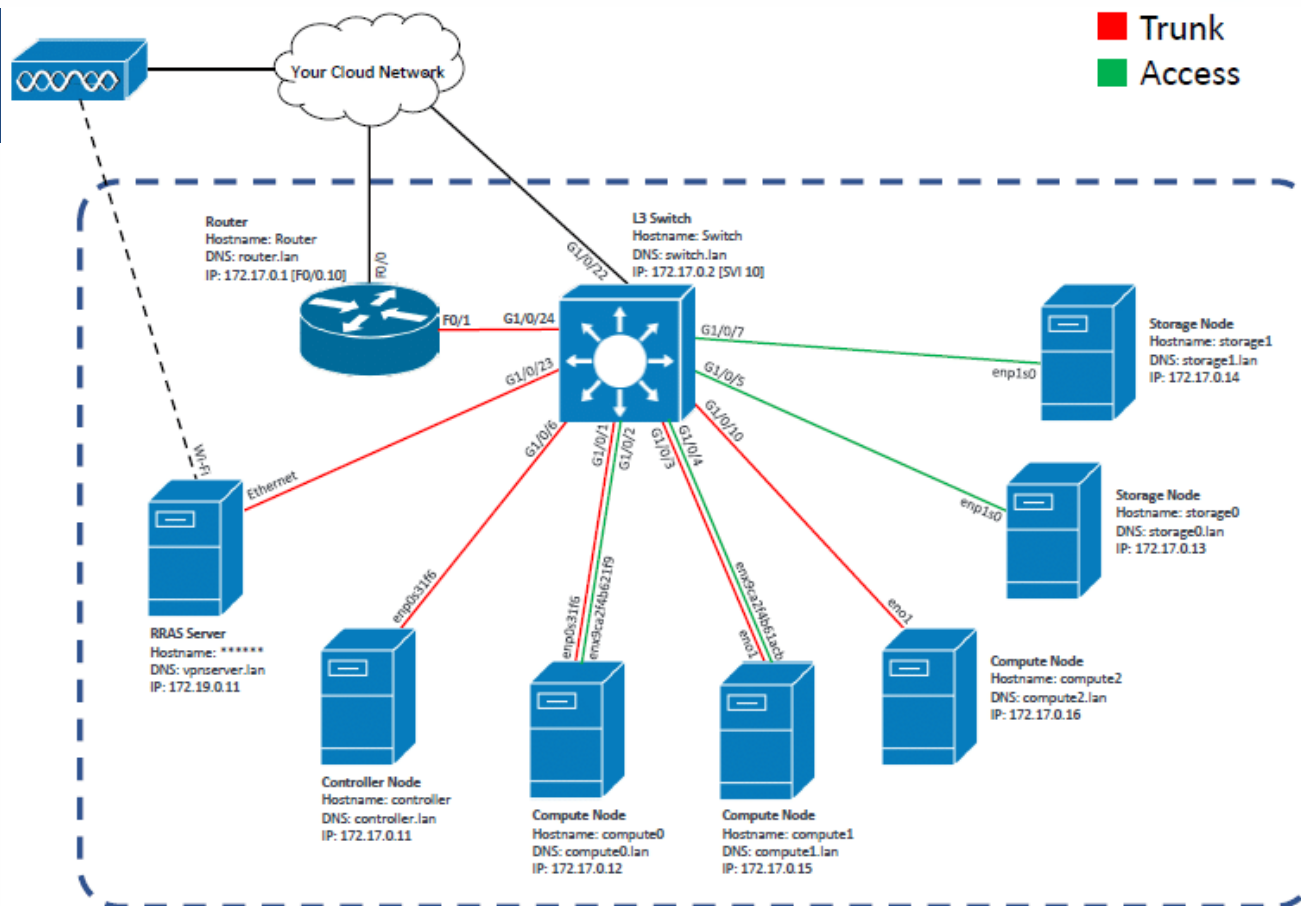 Trunk
Access
Your Cloud Network
Router
Hostname: Router
DNS: router.lan
IP: 172.17.0.1 [F0/0.10]
F0/0
L3 Switch
Hostname: Switch
DNS: switch.lan
IP: 172.17.0.2 [SVI 10]
G1/0/22
F0/1
G1/0/24
G1/0/23
G1/0/6
G1/0/1
G1/0/2
G1/0/3
G1/0/4
G1/0/10
G1/0/5
G1/0/7
enp1s0
Storage Node
Hostname: storage1
DNS: storage1.lan
IP: 172.17.0.14
enp1s0
Storage Node
Hostname: storage0
DNS: storage0.lan
IP: 172.17.0.13
Wi-Fi
Ethernet
RRAS Server
Hostname: ******
DNS: vpnserver.lan
IP: 172.19.0.11
enp0s31f6
Controller Node
Hostname: controller
DNS: controller.lan
IP: 172.17.0.11
enp0s31f6
enx9ca2f4b621f9
Compute Node
Hostname: compute0
DNS: compute0.lan
IP: 172.17.0.12
eno1
enx9ca2f4b61acb
Compute Node
Hostname: compute1
DNS: compute1.lan
IP: 172.17.0.15
eno1
Compute Node
Hostname: compute2
DNS: compute2.lan
IP: 172.17.0.16